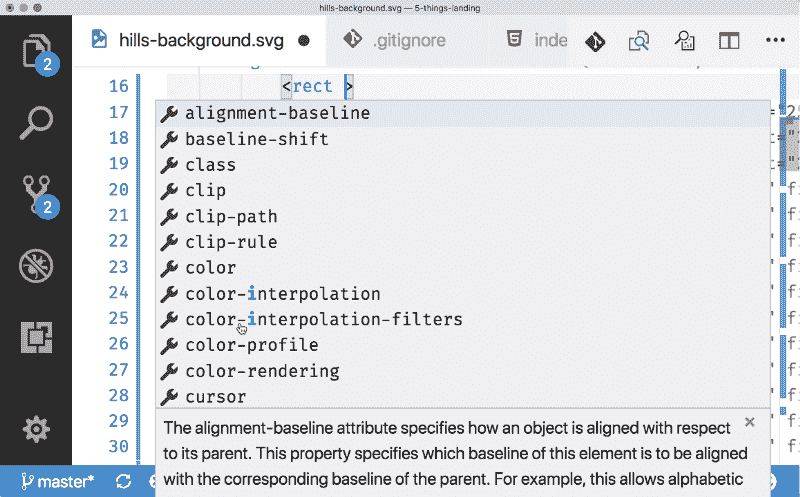 hills-background.svg — 5-things-landing
hills-background.svg .gitignore inde
2
2
16 <rect >
17 alignment-baseline
18 baseline-shift
19 class
20 clip
21 clip-path
22 clip-rule
23 color
24 color-interpolation
25 color-interpolation-filters
26 color-profile
27 color-rendering
28 cursor
29
30
The alignment-baseline attribute specifies how an object is aligned with respect
to its parent. This property specifies which baseline of this element is to be aligned
with the corresponding baseline of the parent. For example, this allows alphabetic
master*